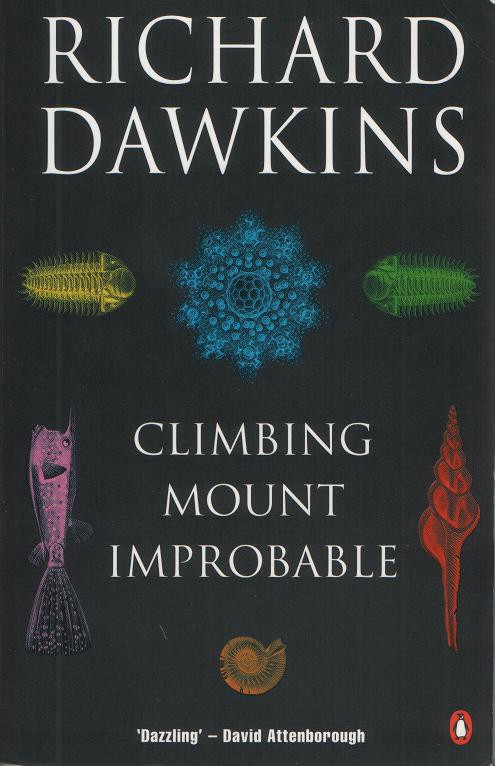 RICHARD
DAWKINS
CLIMBING
MOUNT
IMPROBABLE
'Dazzling' – David Attenborough